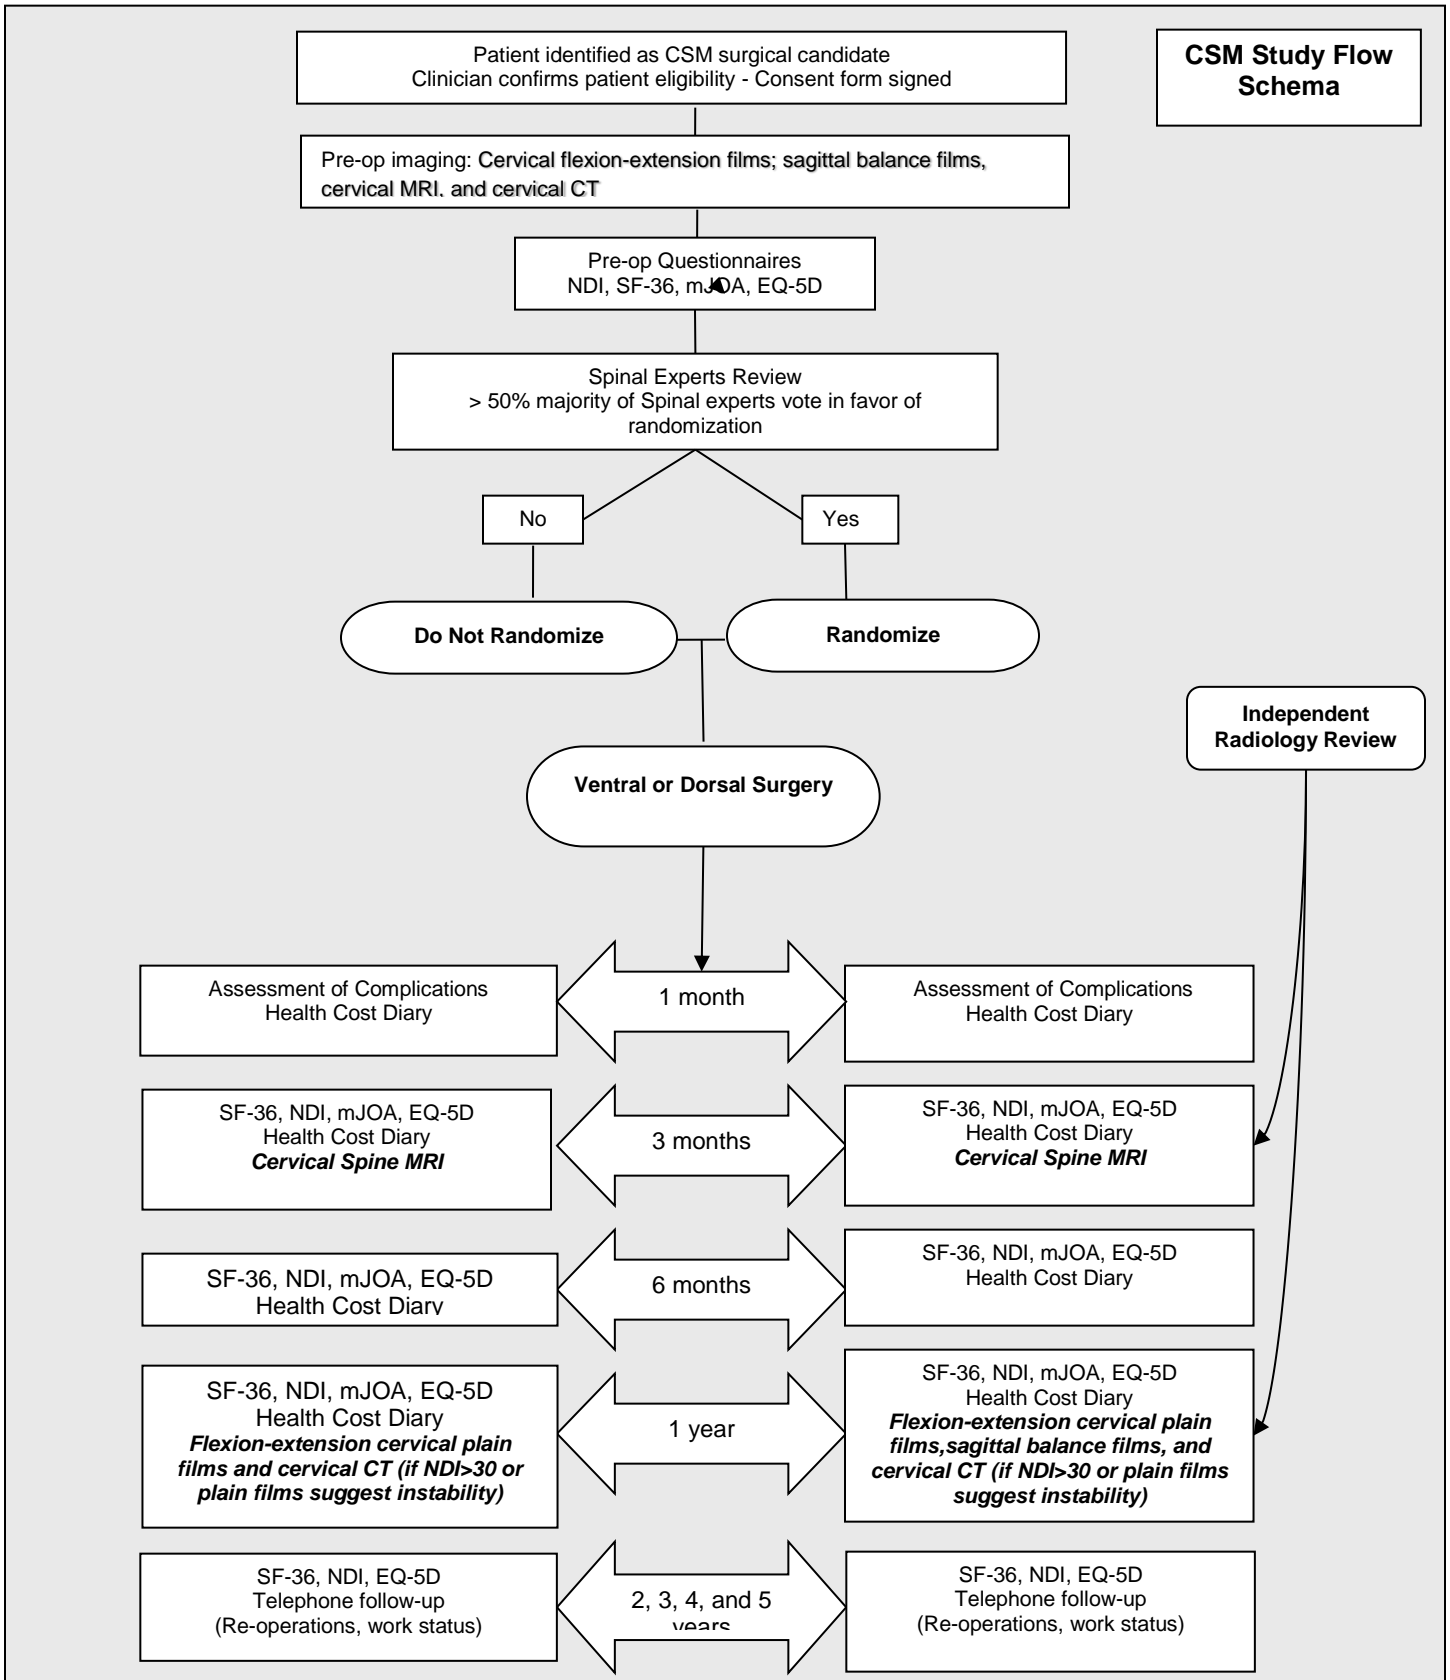 Patient identified as CSM surgical candidate
Clinician confirms patient eligibility - Consent form signed
CSM Study Flow
Schema
Pre-op imaging: Cervical flexion-extension films; sagittal balance films,
cervical MRI, and cervical CT
Pre-op Questionnaires
NDI, SF-36, mJOA, EQ-5D
Spinal Experts Review
> 50% majority of Spinal experts vote in favor of
randomization
No
Yes
Do Not Randomize
Randomize
Independent
Radiology Review
Ventral or Dorsal Surgery
Assessment of Complications
Health Cost Diary
1 month
Assessment of Complications
Health Cost Diary
SF-36, NDI, mJOA, EQ-5D
Health Cost Diary
Cervical Spine MRI
3 months
SF-36, NDI, mJOA, EQ-5D
Health Cost Diary
Cervical Spine MRI
SF-36, NDI, mJOA, EQ-5D
Health Cost Diary
6 months
SF-36, NDI, mJOA, EQ-5D
Health Cost Diary
SF-36, NDI, mJOA, EQ-5D
Health Cost Diary
Flexion-extension cervical plain
films and cervical CT (if NDI>30 or
plain films suggest instability)
1 year
SF-36, NDI, mJOA, EQ-5D
Health Cost Diary
Flexion-extension cervical plain
films,sagittal balance films, and
cervical CT (if NDI>30 or plain films
suggest instability)
SF-36, NDI, EQ-5D
Telephone follow-up
(Re-operations, work status)
2, 3, 4, and 5
years
SF-36, NDI, EQ-5D
Telephone follow-up
(Re-operations, work status)